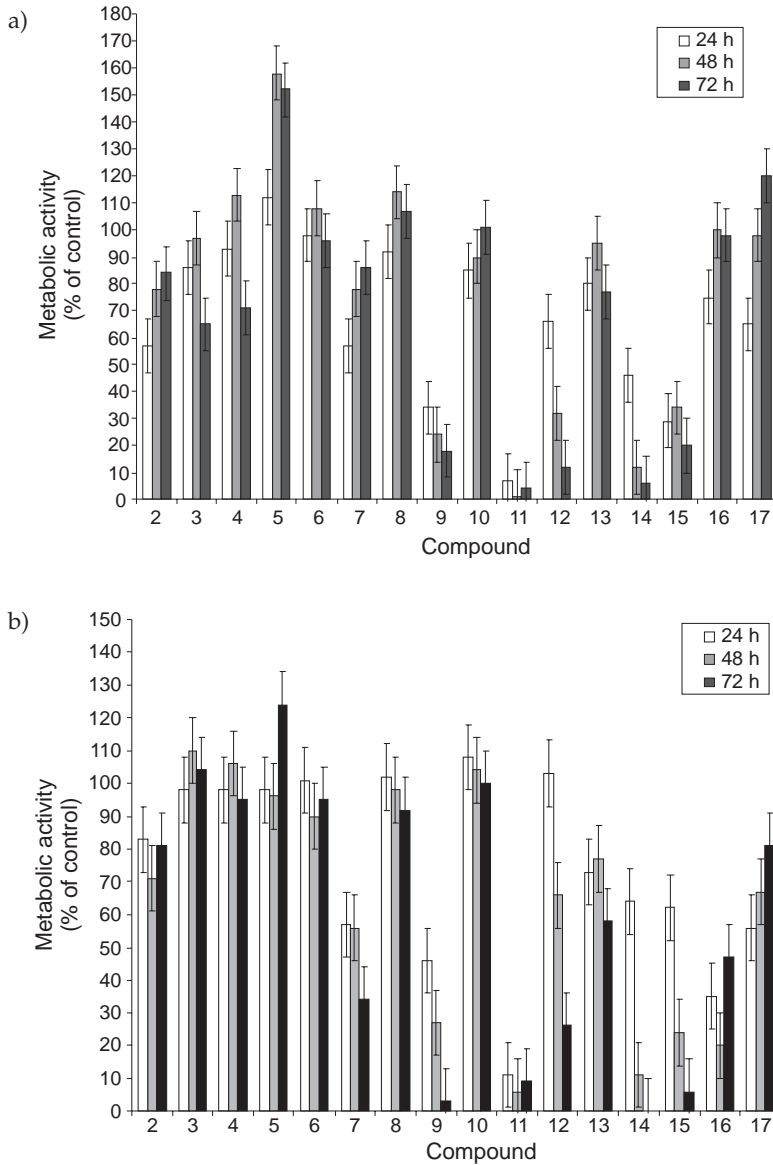 a)
180
170
160
150
140
130
120
110
100
90
80
70
60
50
40
30
20
10
0
Metabolic activity
(% of control)
24 h
48 h
72 h
2 3 4 5 6 7 8 9 10 11 12 13 14 15 16 17
Compound
b)
150
140
130
120
110
100
90
80
70
60
50
40
30
20
10
0
Metabolic activity
(% of control)
24 h
48 h
72 h
2 3 4 5 6 7 8 9 10 11 12 13 14 15 16 17
Compound